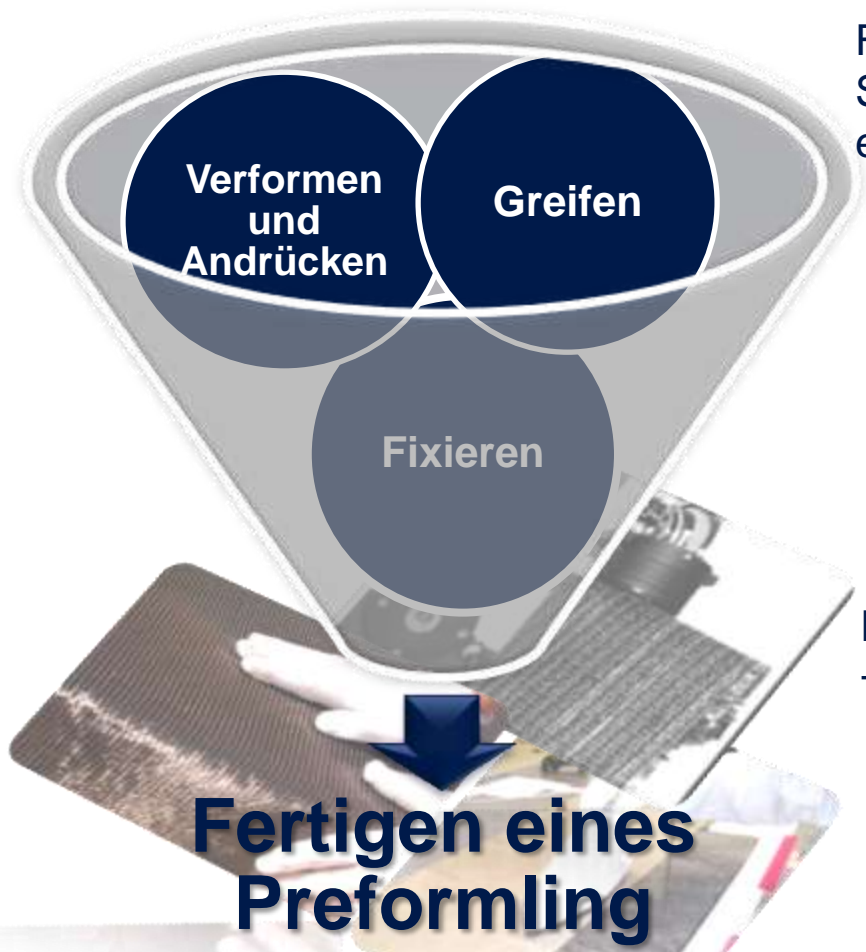 Verformen
und
Andrücken
Greifen
Fixieren
Fertigen eines
Preformling